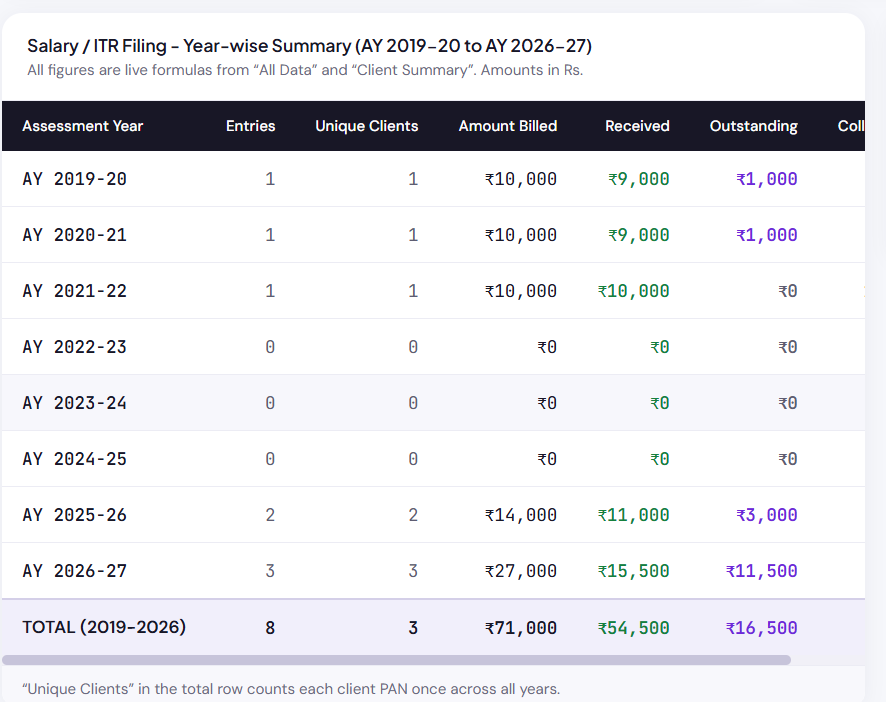 Salary / ITR Filing - Year-wise Summary (AY 2019-20 to AY 2026-27)
All figures are live formulas from “All Data” and “Client Summary”. Amounts in Rs.
Assessment Year Entries Unique Clients Amount Billed Received Outstanding Coll
AY 2019-20 1 1 ₹10,000 ₹9,000 ₹1,000
AY 2020-21 1 1 ₹10,000 ₹9,000 ₹1,000
AY 2021-22 1 1 ₹10,000 ₹10,000 ₹0
AY 2022-23 0 0 ₹0 ₹0 ₹0
AY 2023-24 0 0 ₹0 ₹0 ₹0
AY 2024-25 0 0 ₹0 ₹0 ₹0
AY 2025-26 2 2 ₹14,000 ₹11,000 ₹3,000
AY 2026-27 3 3 ₹27,000 ₹15,500 ₹11,500
TOTAL (2019-2026) 8 3 ₹71,000 ₹54,500 ₹16,500
“Unique Clients” in the total row counts each client PAN once across all years.